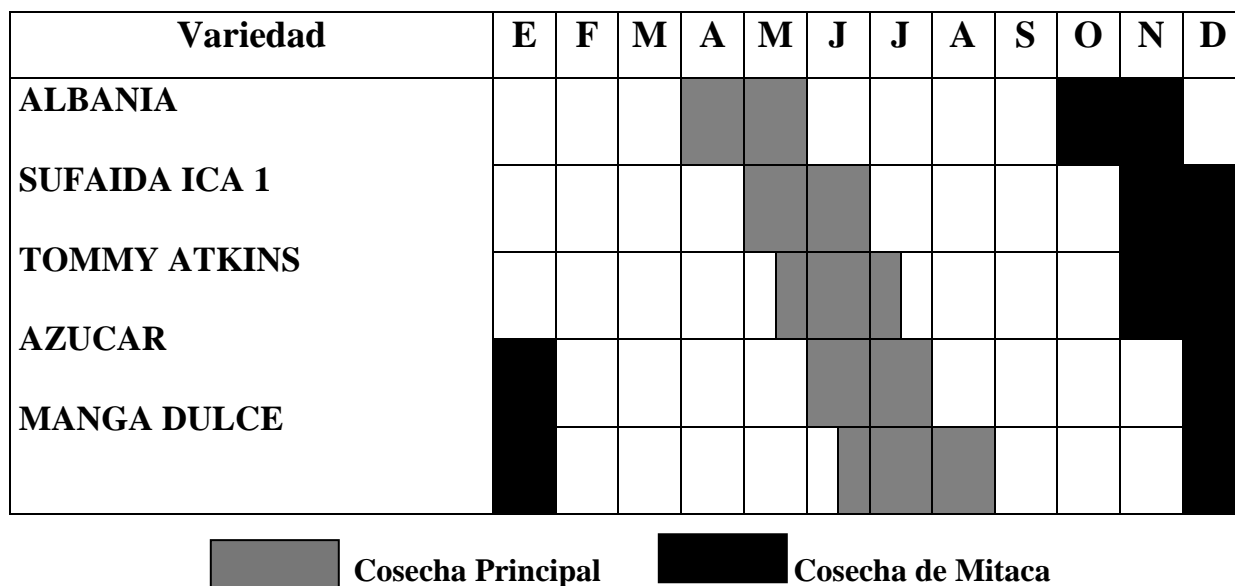 Variedad E F M A M J J A S O N D
ALBANIA
SUFAIDA ICA 1
TOMMY ATKINS
AZUCAR
MANGA DULCE
Cosecha Principal Cosecha de Mitaca